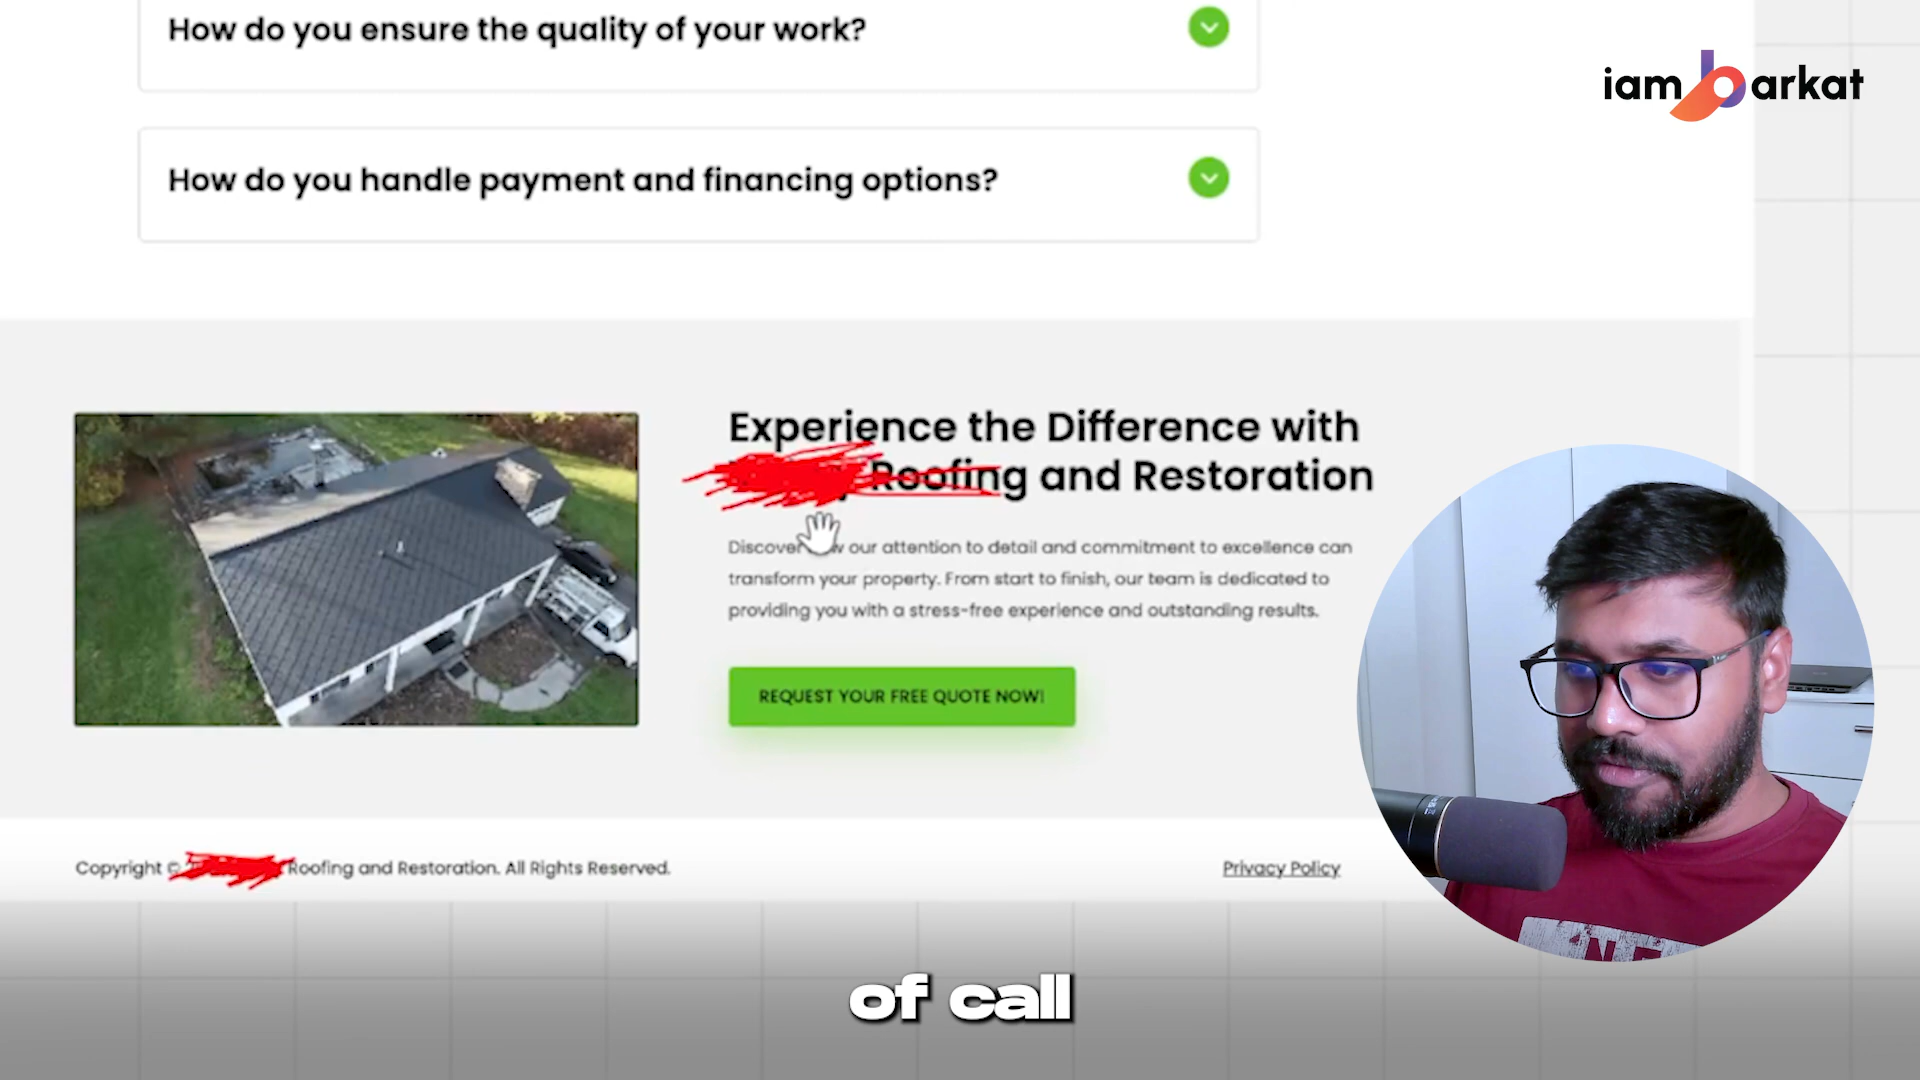 How do you ensure the quality of your work?
iam barkat
How do you handle payment and financing options?
Experience the Difference with
Roofing and Restoration
Discover our attention to detail and commitment to excellence can
transform your property. From start to finish, our team is dedicated to
providing you with a stress-free experience and outstanding results.
REQUEST YOUR FREE QUOTE NOW!
Copyright © Roofing and Restoration. All Rights Reserved.
Privacy Policy
of call